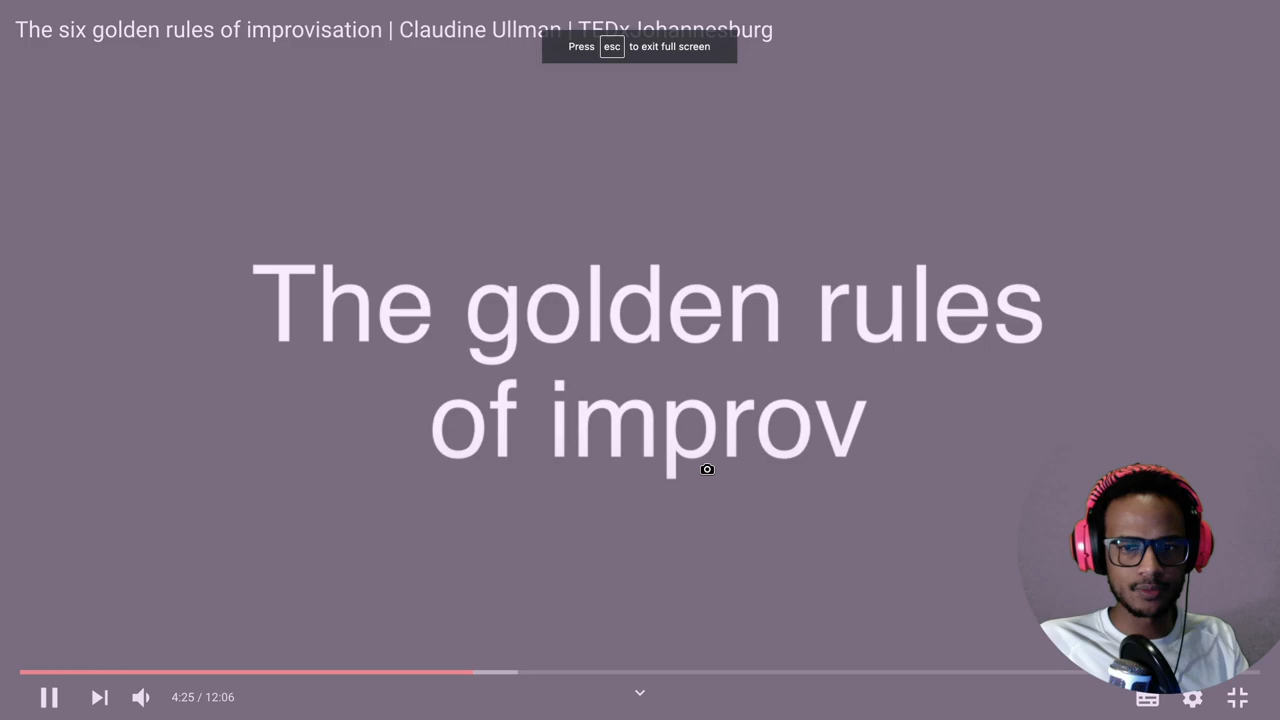 The six golden rules of improvisation | Claudine Ullman | TEDxJohannesburg
Press esc to exit full screen
The golden rules
of improv
4:25 / 12:06